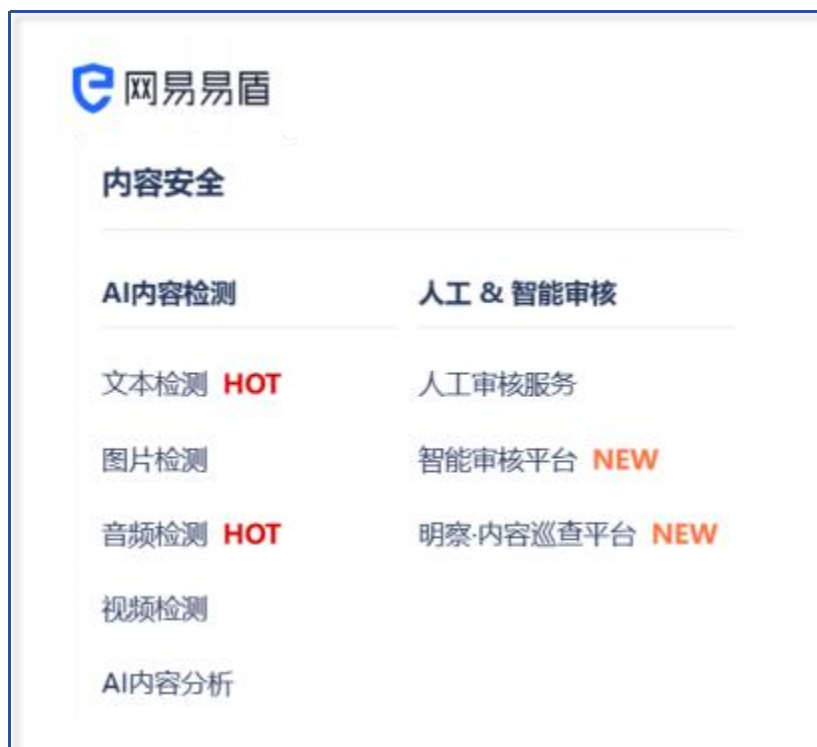 网易易盾
内容安全
AI内容检测
人工 & 智能审核
文本检测 HOT
人工审核服务
图片检测
智能审核平台 NEW
音频检测 HOT
明察·内容巡查平台 NEW
视频检测
AI内容分析